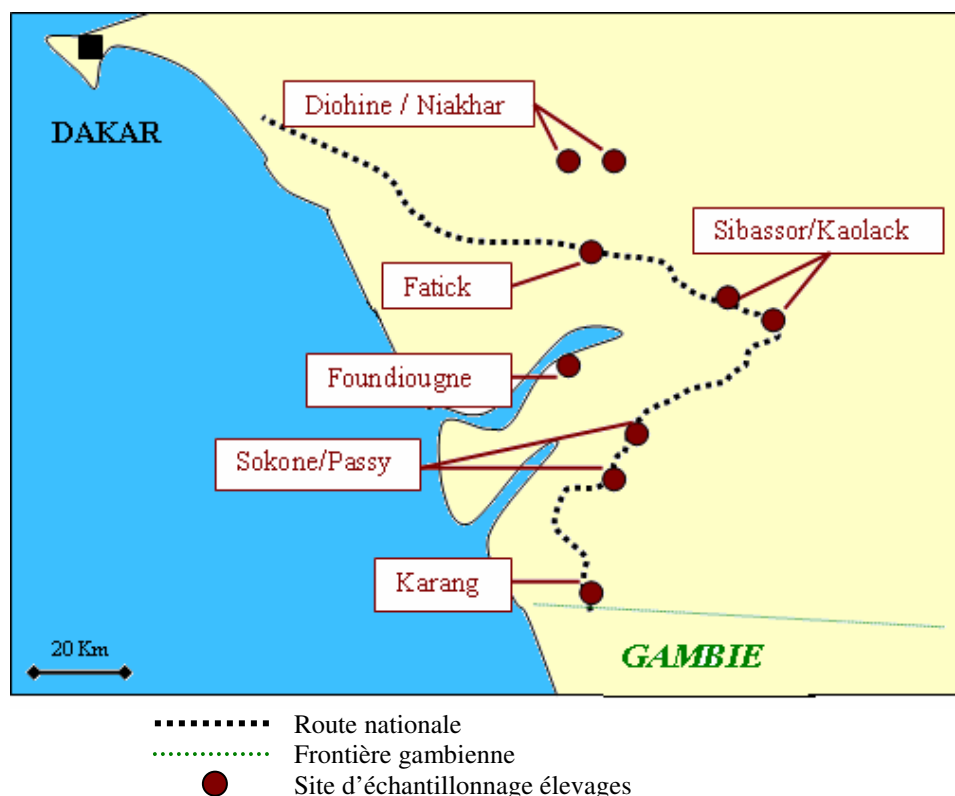 Diohine / Niakhar
DAKAR
Sibassor/Kaolack
Fatick
Foundiougne
Sokone/Passy
Karang
20 Km
GAMBIE
Route nationale
Frontière gambienne
Site d'échantillonnage élevages